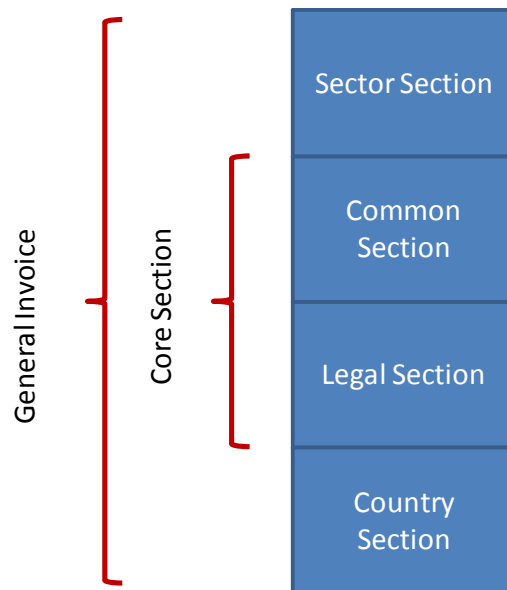 General Invoice
Core Section
Sector Section
Common
Section
Legal Section
Country
Section